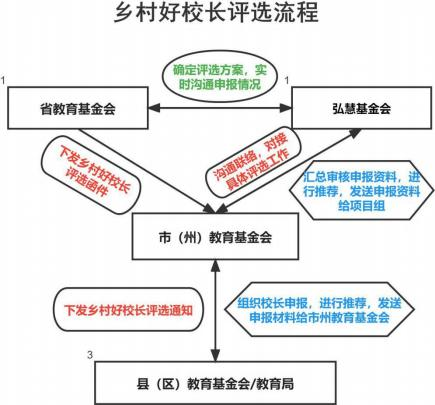 乡村好校长评选流程
确定评选方案，实
时沟通申报情况
1
省教育基金会
1
弘慧基金会
下发乡村好校长
评选函件
沟通联络，对接
具体评选工作
汇总审核申报资料，进
行推荐，发送申报资料
给项目组
市（州）教育基金会
下发乡村好校长评选通知
组织校长申报，进行推荐，发送
申报材料给市州教育基金会
3
县（区）教育基金会/教育局